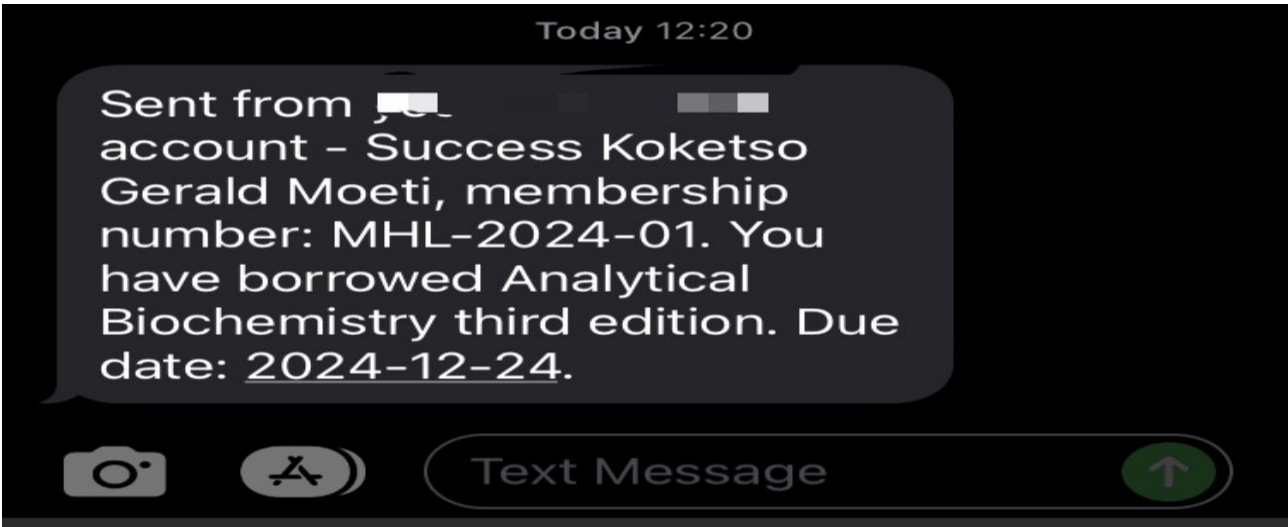 Today 12:20
Sent from
account - Success Koketso
Gerald Moeti, membership
number: MHL-2024-01. You
have borrowed Analytical
Biochemistry third edition. Due
date: 2024-12-24.
Text Message